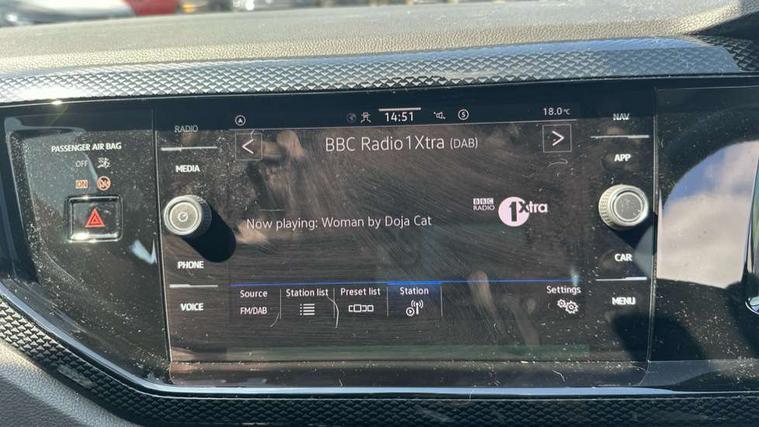 RADIO
14:51
S
18.0°C
NAV
A
PASSENGER AIR BAG
OFF
ON
MEDIA
BBC Radio 1Xtra (DAB)
APP
Now playing: Woman by Doja Cat
BBC
RADIO
1Xtra
PHONE
CAR
VOICE
Source
Station list
Preset list
Station
Settings
FM/DAB
MENU